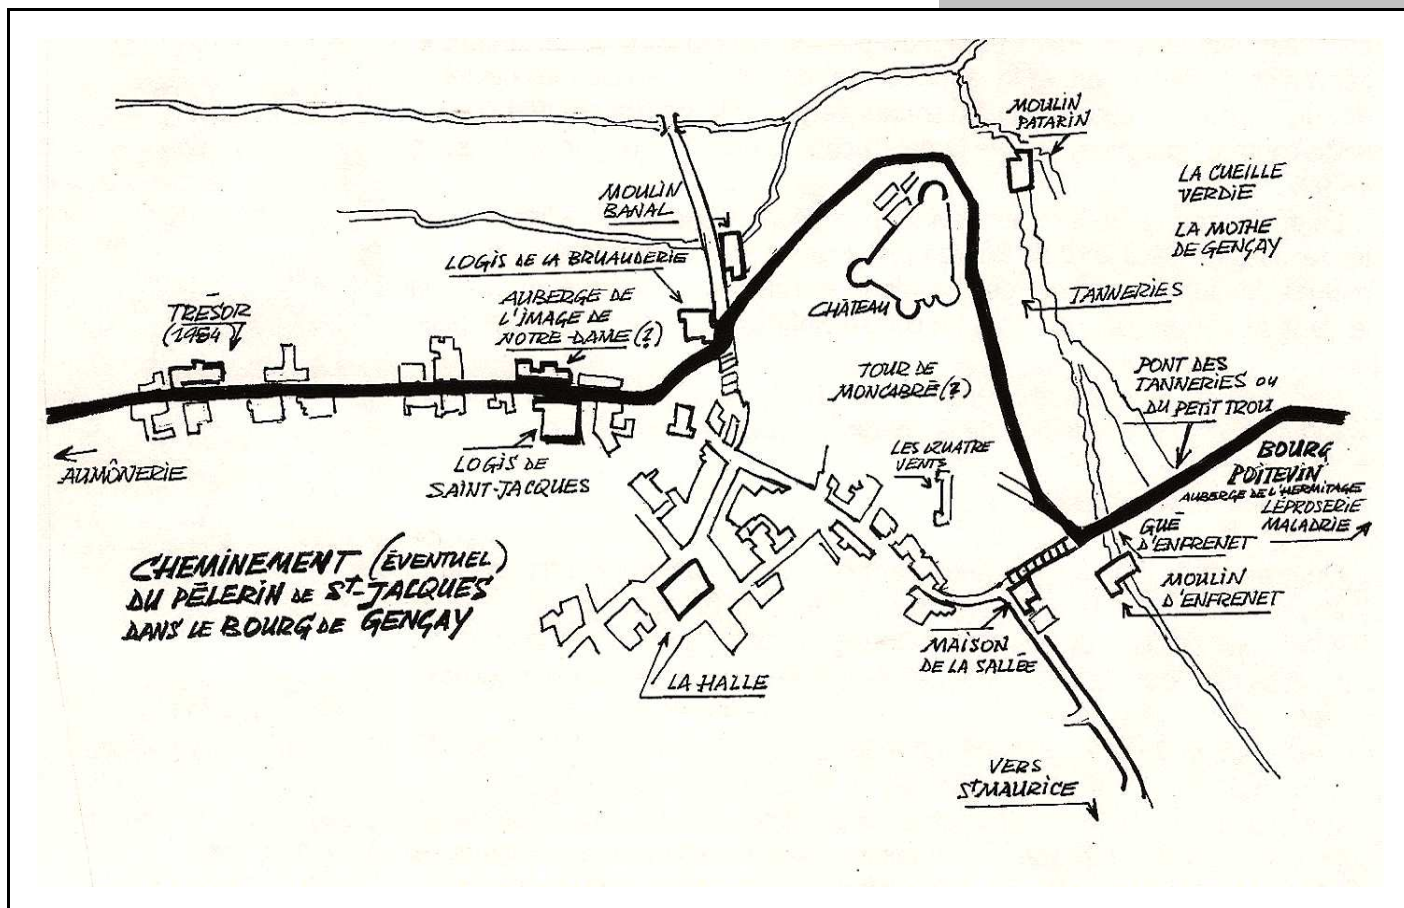 MOULIN
PATARIN
LA CUEILLE
VERDIE
LA MOTHE
DE GENÇAY
MOULIN
BANAL
LOGIS DE LA BRUAUDERIE
AUBERGE DE
L'IMAGE DE
NOTRE-DAME (?)
TRÉSOR
(1984
CHÂTEAU
TANNERIES
TOUR DE
MONCABRÉ (?)
PONT DES
TANNERIES OU
DU PETIT TROU
AUMÔNERIE
LOGIS DE
SAINT-JACQUES
LES QUATRE
VENTS
BOURG
POITEVIN
AUBERGE DE L'HERMITAGE
LÉPROSERIE
MALADRIE
GUÉ
D'ENFRENET
MOULIN
D'ENFRENET
CHEMINEMENT (ÉVENTUEL)
DU PÈLERIN DE ST-JACQUES
DANS LE BOURG DE GENÇAY
MAISON
DE LA SALLÉE
LA HALLE
VERS
ST MAURICE